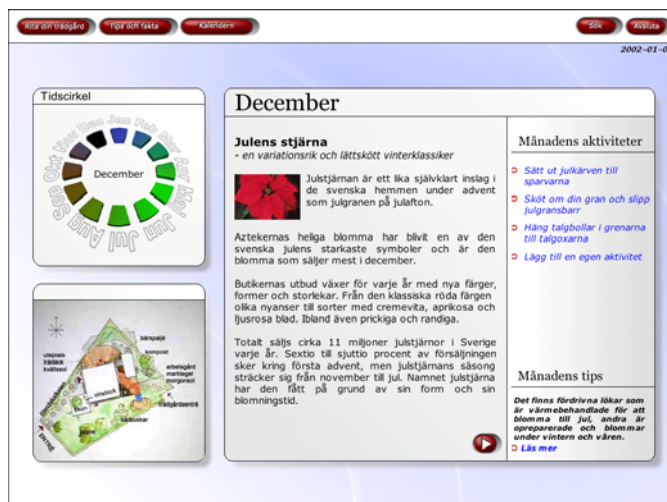 Rita din trädgård
Tips och fakta
Kalendern
Sök
Avsluta
2002-01-0
Tidscirkel
Jan Feb Mar Apr Maj Jun Jul Aug Sep Okt Nov Dec
December
December
Julens stjärna
- en variationsrik och lättskött vinterklassiker
Julstjärnan är ett lika självklart inslag i
de svenska hemmen under advent
som julgranen på julafton.
Aztekernas heliga blomma har blivit en av den
svenska julens starkaste symboler och är den
blomma som säljer mest i december.
Butikernas utbud växer för varje år med nya färger,
former och storlekar. Från den klassiska röda färgen
olika nyanser till sorter med cremevita, aprikosa och
ljusrosa blad. Ibland även prickiga och randiga.
Totalt säljs cirka 11 miljoner julstjärnor i Sverige
varje år. Sextio till sjuttio procent av försäljningen
sker kring första advent, men julstjärnans säsong
sträcker sig från november till jul. Namnet julstjärna
har den fått på grund av sin form och sin
blomningstid.
Månadens aktiviteter
Sätt ut julkärven till
sparvarna
Sköt om din gran och slipp
julgransbarr
Häng talgbollar i grenarna
till talgoxarna
Lägg till en egen aktivitet
Månadens tips
Det finns fördrivna lökar som
är värmebehandlade för att
blomma till jul, andra är
opreparerade och blommar
under vintern och våren.
Läs mer
bärspaljé
kompost
uteplats
trädäck
kvällssol
arbetsgård
marktegel
morgonsol
trädgårdsentré
bärbuskar
ENTRÉ